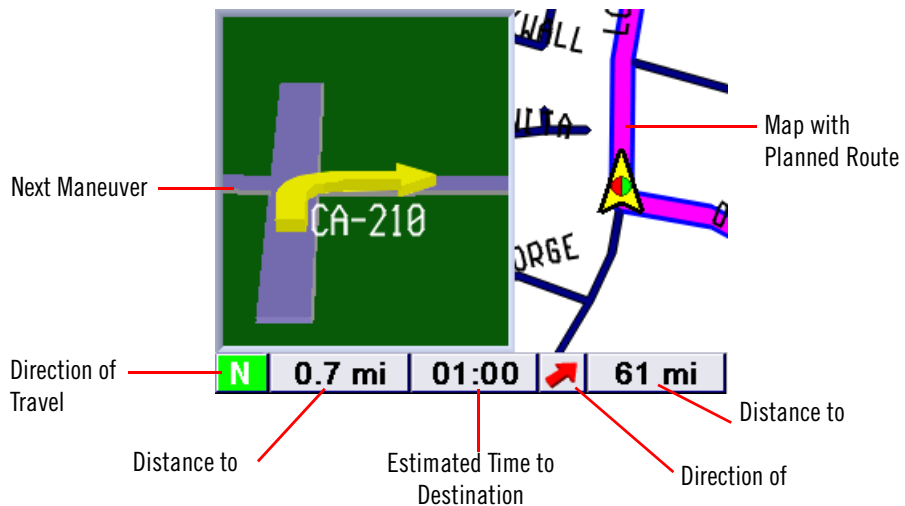 Map with
Planned Route
Next Maneuver
CA-210
Direction of
Travel
N
0.7 mi
01:00
61 mi
Distance to
Distance to
Estimated Time to
Destination
Direction of